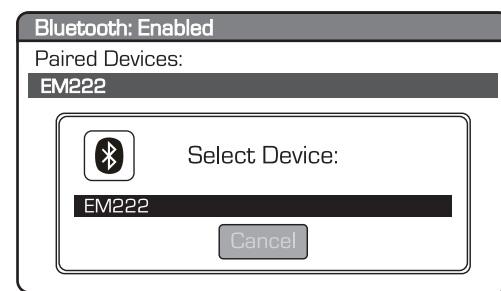 Bluetooth: Enabled
Paired Devices:
EM222
Select Device:
EM222
Cancel